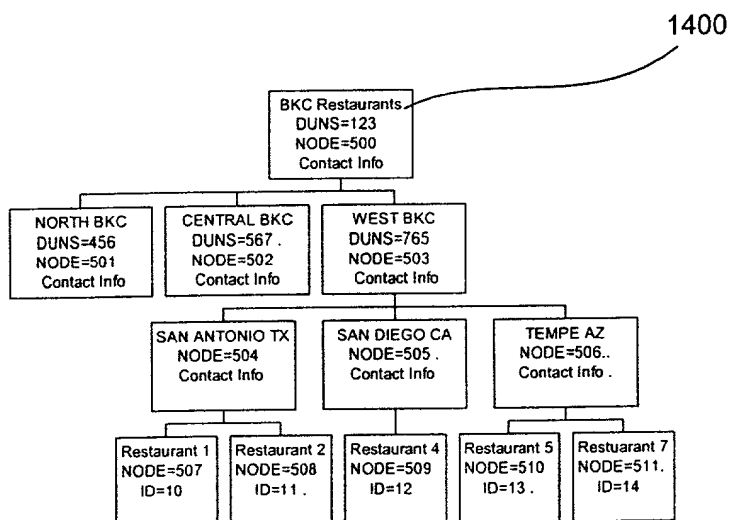 1400
BKC Restaurants
DUNS=123
NODE=500
Contact Info
NORTH BKC
DUNS=456
NODE=501
Contact Info
CENTRAL BKC
DUNS=567 .
NODE=502
Contact Info
WEST BKC
DUNS=765
NODE=503
Contact Info
SAN ANTONIO TX
NODE=504
Contact Info
SAN DIEGO CA
NODE=505 .
Contact Info
TEMPE AZ
NODE=506..
Contact Info .
Restaurant 1
NODE=507
ID=10
Restaurant 2
NODE=508
ID=11 .
Restaurant 4
NODE=509
ID=12
Restaurant 5
NODE=510
ID=13 .
Restuarant 7
NODE=511.
ID=14